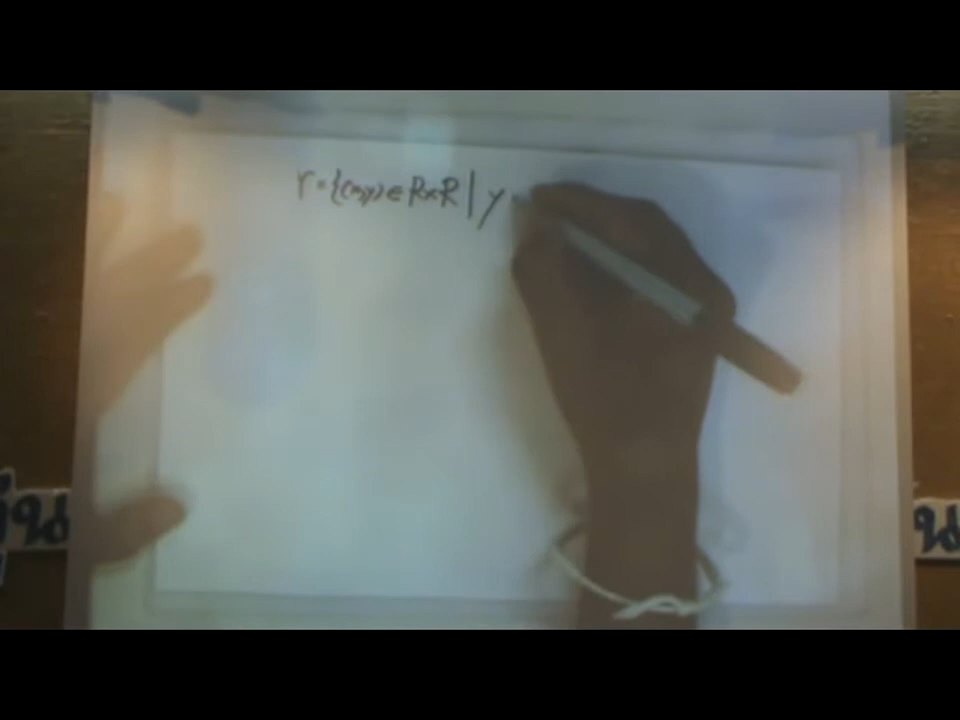 r = {(x,y) ∈ R×R | y